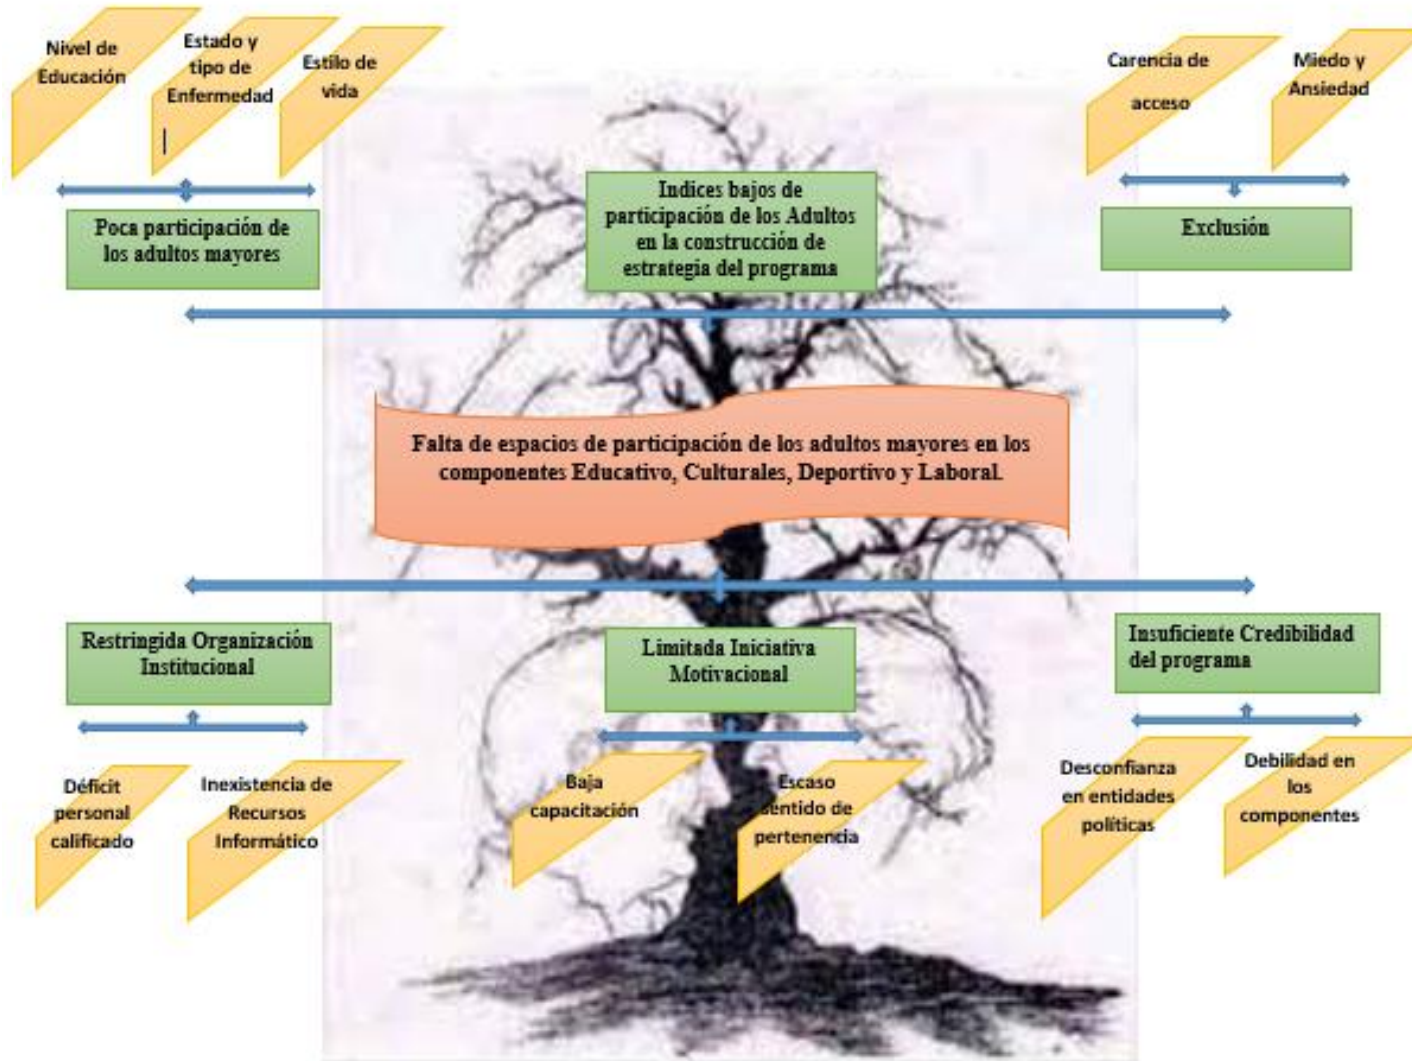 Nivel de
Educación
Estado y
tipo de
Enfermedad
Estilo de
vida
Carencia de
acceso
Miedo y
Ansiedad
Poca participación de
los adultos mayores
Indices bajos de
participación de los Adultos
en la construcción de
estrategia del programa
Exclusión
Falta de espacios de participación de los adultos mayores en los
componentes Educativo, Culturales, Deportivo y Laboral.
Restringida Organización
Institucional
Limitada Iniciativa
Motivacional
Insuficiente Credibilidad
del programa
Déficit
personal
calificado
Inexistencia de
Recursos
Informático
Baja
capacitación
Escaso
sentido de
pertenencia
Desconfianza
en entidades
políticas
Debilidad en
los
componentes